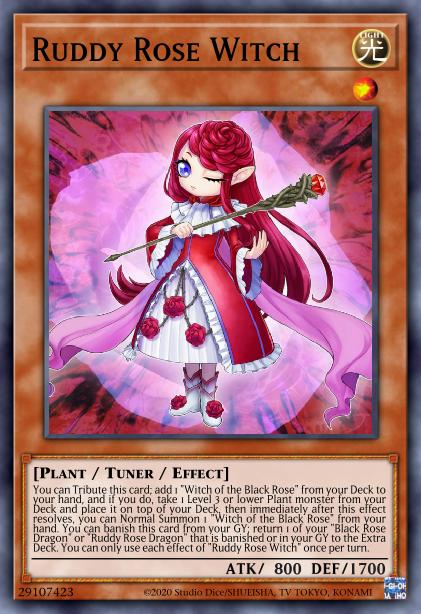 RUDDY ROSE WITCH
LIGHT
光
[PLANT / TUNER / EFFECT]
You can Tribute this card; add 1 "Witch of the Black Rose" from your Deck to
your hand, and if you do, take 1 Level 3 or lower Plant monster from your
Deck and place it on top of your Deck, then immediately after this effect
resolves, you can Normal Summon 1 "Witch of the Black Rose" from your
hand. You can banish this card from your GY; return 1 of your "Black Rose
Dragon" or "Ruddy Rose Dragon" that is banished or in your GY to the Extra
Deck. You can only use each effect of "Ruddy Rose Witch" once per turn.
ATK/ 800 DEF/1700
29107423
©2020 Studio Dice/SHUEISHA, TV TOKYO, KONAMI